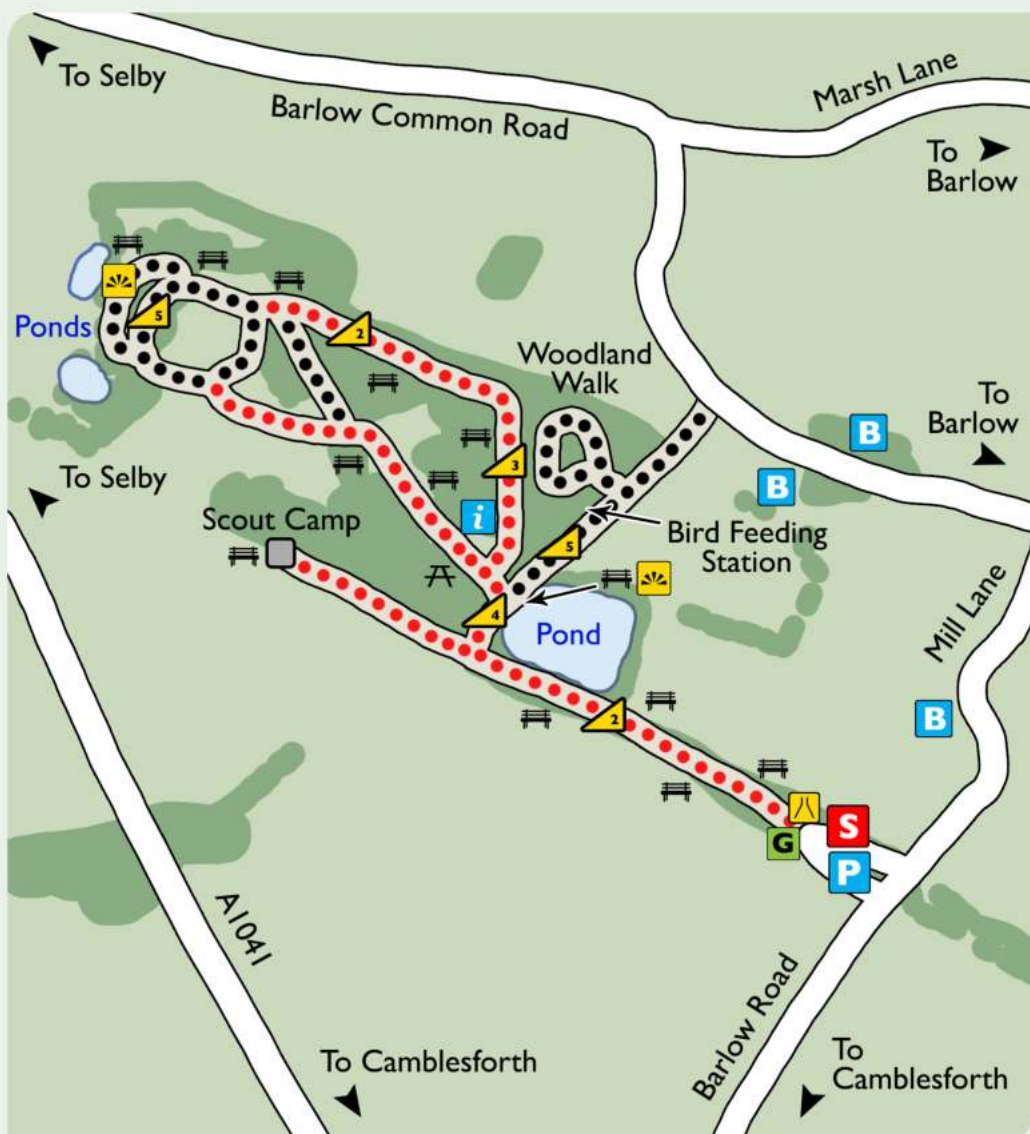 To Selby
Barlow Common Road
Marsh Lane
To
Barlow
Ponds
5
2
Woodland
Walk
To
Barlow
B
B
3
To Selby
Scout Camp
i
5
Bird Feeding
Station
4
Pond
Mill Lane
2
B
S
G
P
A1041
Barlow Road
To Camblesforth
To
Camblesforth